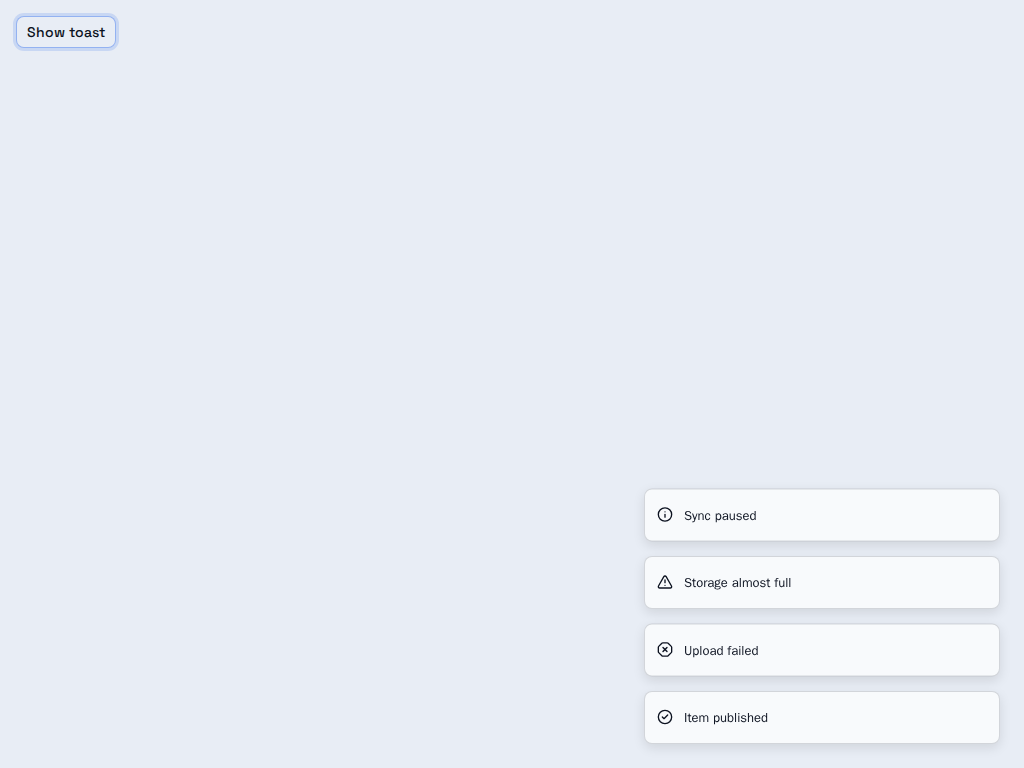 Show toast
Sync paused
Storage almost full
Upload failed
Item published